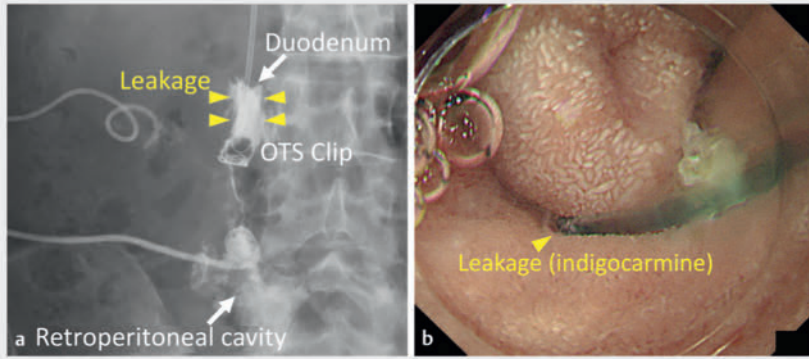 Duodenum
Leakage
OTS Clip
a Retroperitoneal cavity
Leakage (indigocarmine)
b